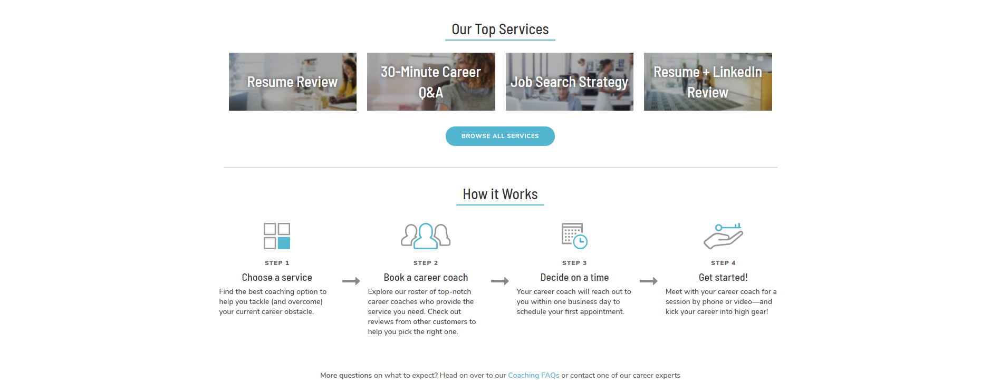 Our Top Services
Resume Review
30-Minute Career
Q&A
Job Search Strategy
Resume + LinkedIn
Review
BROWSE ALL SERVICES
How it Works
STEP 1
Choose a service
Find the best coaching option to
help you tackle (and overcome)
your current career obstacle.
STEP 2
Book a career coach
Explore our roster of top-notch
career coaches who provide the
service you need. Check out
reviews from other customers to
help you pick the right one.
STEP 3
Decide on a time
Your career coach will reach out to
you within one business day to
schedule your first appointment.
STEP 4
Get started!
Meet with your career coach for a
session by phone or video—and
kick your career into high gear!
More questions on what to expect? Head on over to our Coaching FAQs or contact one of our career experts